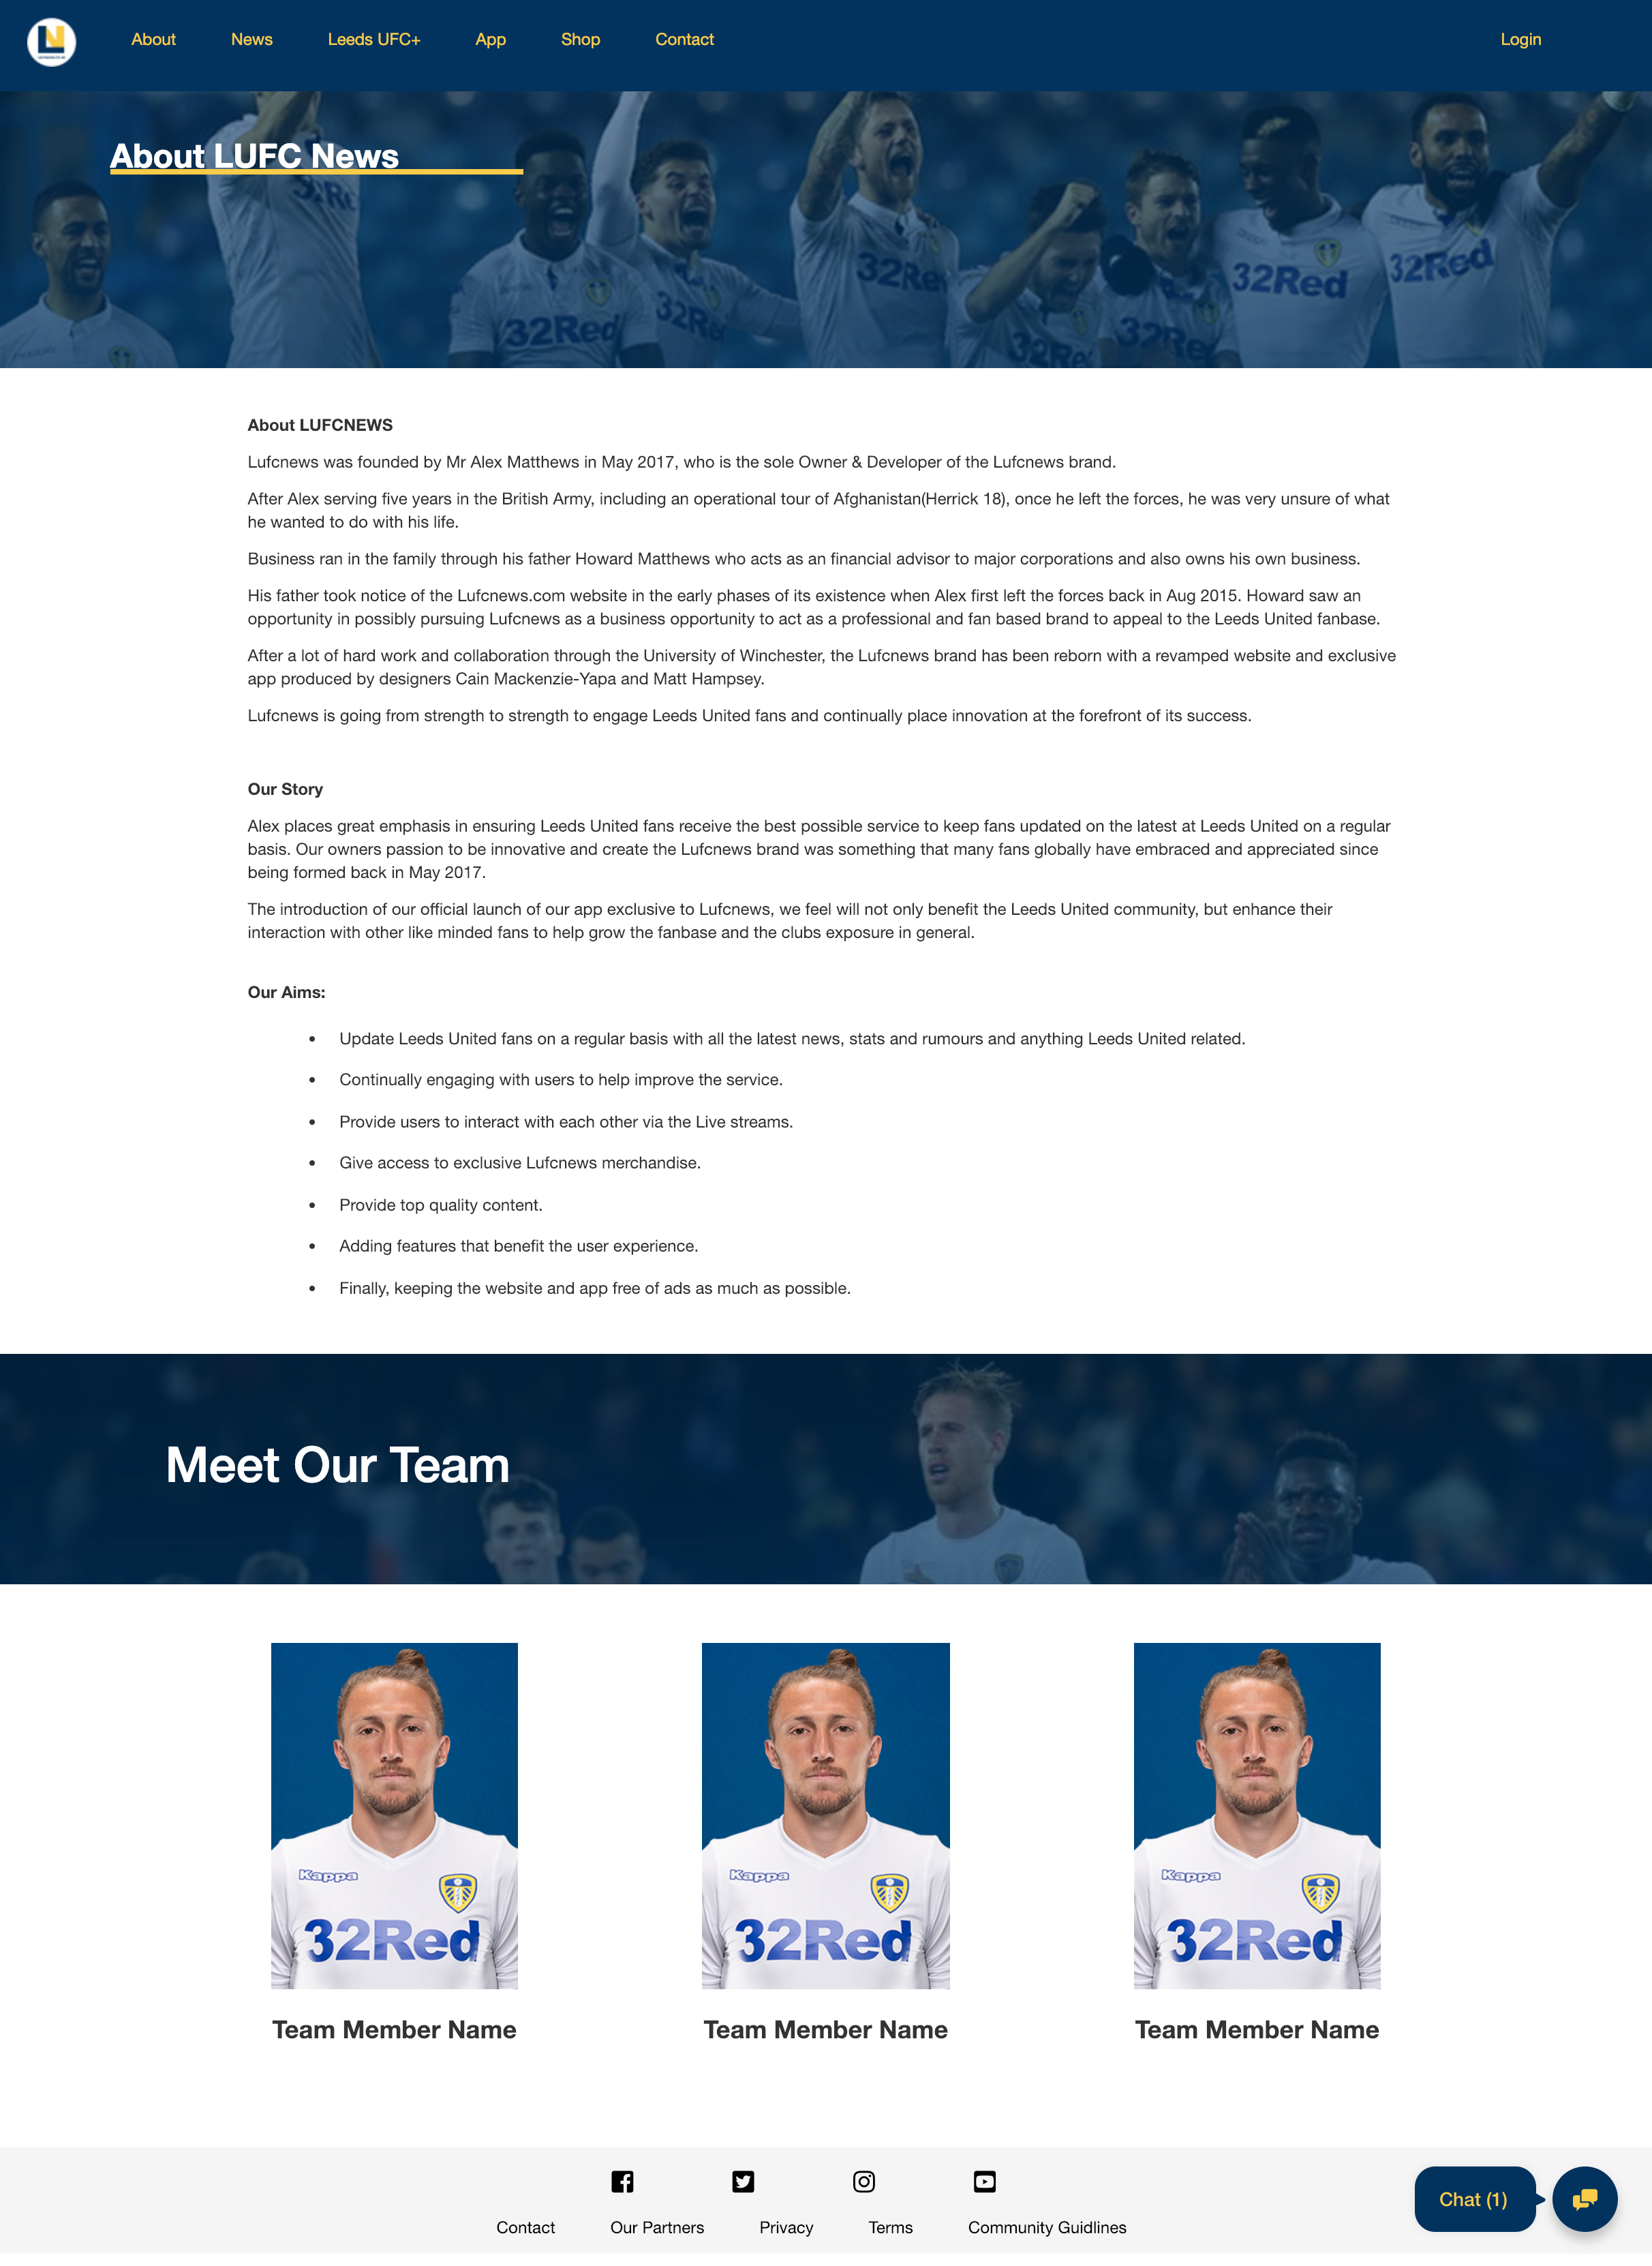 About News Leeds UFC+ App Shop Contact Login
About LUFC News
32Re
32Red
32Re
32Re
32Re
32Re
32Red
32Red
About LUFCNEWS
Lufcnews was founded by Mr Alex Matthews in May 2017, who is the sole Owner & Developer of the Lufcnews brand.
After Alex serving five years in the British Army, including an operational tour of Afghanistan(Herrick 18), once he left the forces, he was very unsure of what
he wanted to do with his life.
Business ran in the family through his father Howard Matthews who acts as an financial advisor to major corporations and also owns his own business.
His father took notice of the Lufcnews.com website in the early phases of its existence when Alex first left the forces back in Aug 2015. Howard saw an
opportunity in possibly pursuing Lufcnews as a business opportunity to act as a professional and fan based brand to appeal to the Leeds United fanbase.
After a lot of hard work and collaboration through the University of Winchester, the Lufcnews brand has been reborn with a revamped website and exclusive
app produced by designers Cain Mackenzie-Yapa and Matt Hampsey.
Lufcnews is going from strength to strength to engage Leeds United fans and continually place innovation at the forefront of its success.
Our Story
Alex places great emphasis in ensuring Leeds United fans receive the best possible service to keep fans updated on the latest at Leeds United on a regular
basis. Our owners passion to be innovative and create the Lufcnews brand was something that many fans globally have embraced and appreciated since
being formed back in May 2017.
The introduction of our official launch of our app exclusive to Lufcnews, we feel will not only benefit the Leeds United community, but enhance their
interaction with other like minded fans to help grow the fanbase and the clubs exposure in general.
Our Aims:
• Update Leeds United fans on a regular basis with all the latest news, stats and rumours and anything Leeds United related.
• Continually engaging with users to help improve the service.
• Provide users to interact with each other via the Live streams.
• Give access to exclusive Lufcnews merchandise.
• Provide top quality content.
• Adding features that benefit the user experience.
• Finally, keeping the website and app free of ads as much as possible.
Meet Our Team
Kappa
32Red
Kappa
32Red
Kappa
32Red
Team Member Name Team Member Name Team Member Name
Chat (1)
Contact Our Partners Privacy Terms Community Guidlines